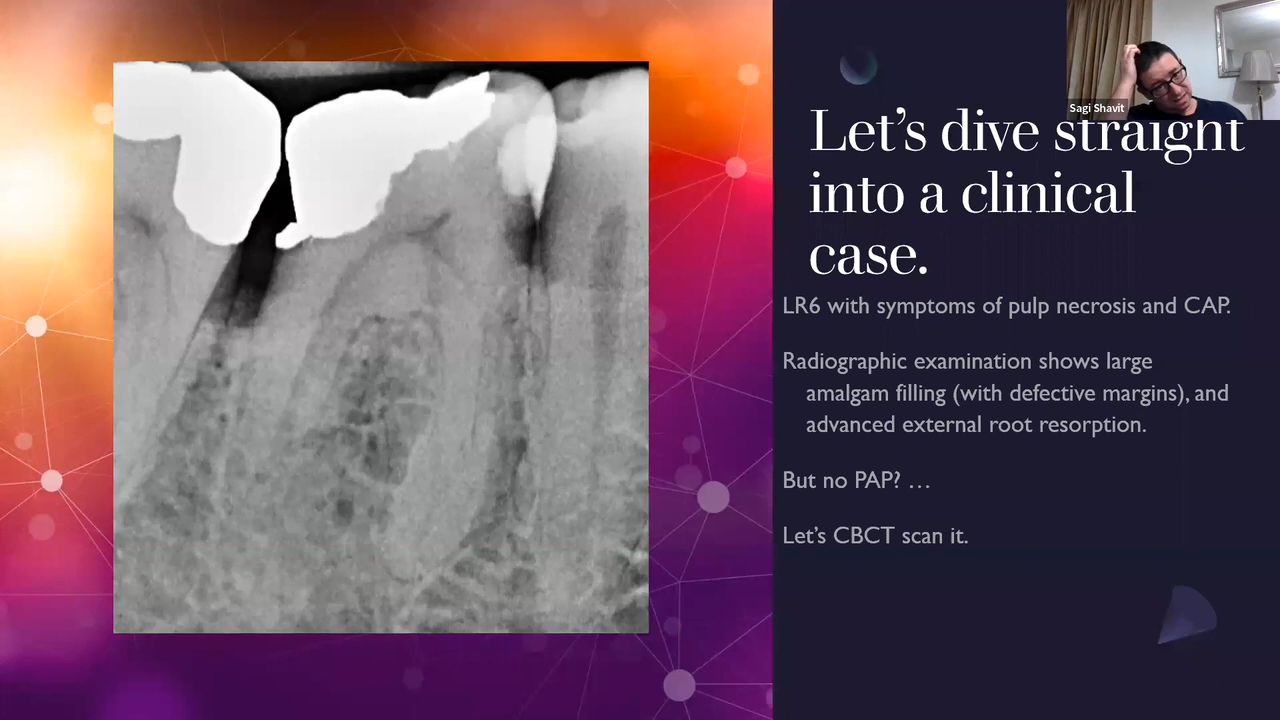 Sagi Shavit
Let's dive straight
into a clinical
case.
LR6 with symptoms of pulp necrosis and CAP.
Radiographic examination shows large
amalgam filling (with defective margins), and
advanced external root resorption.
But no PAP? …
Let's CBCT scan it.